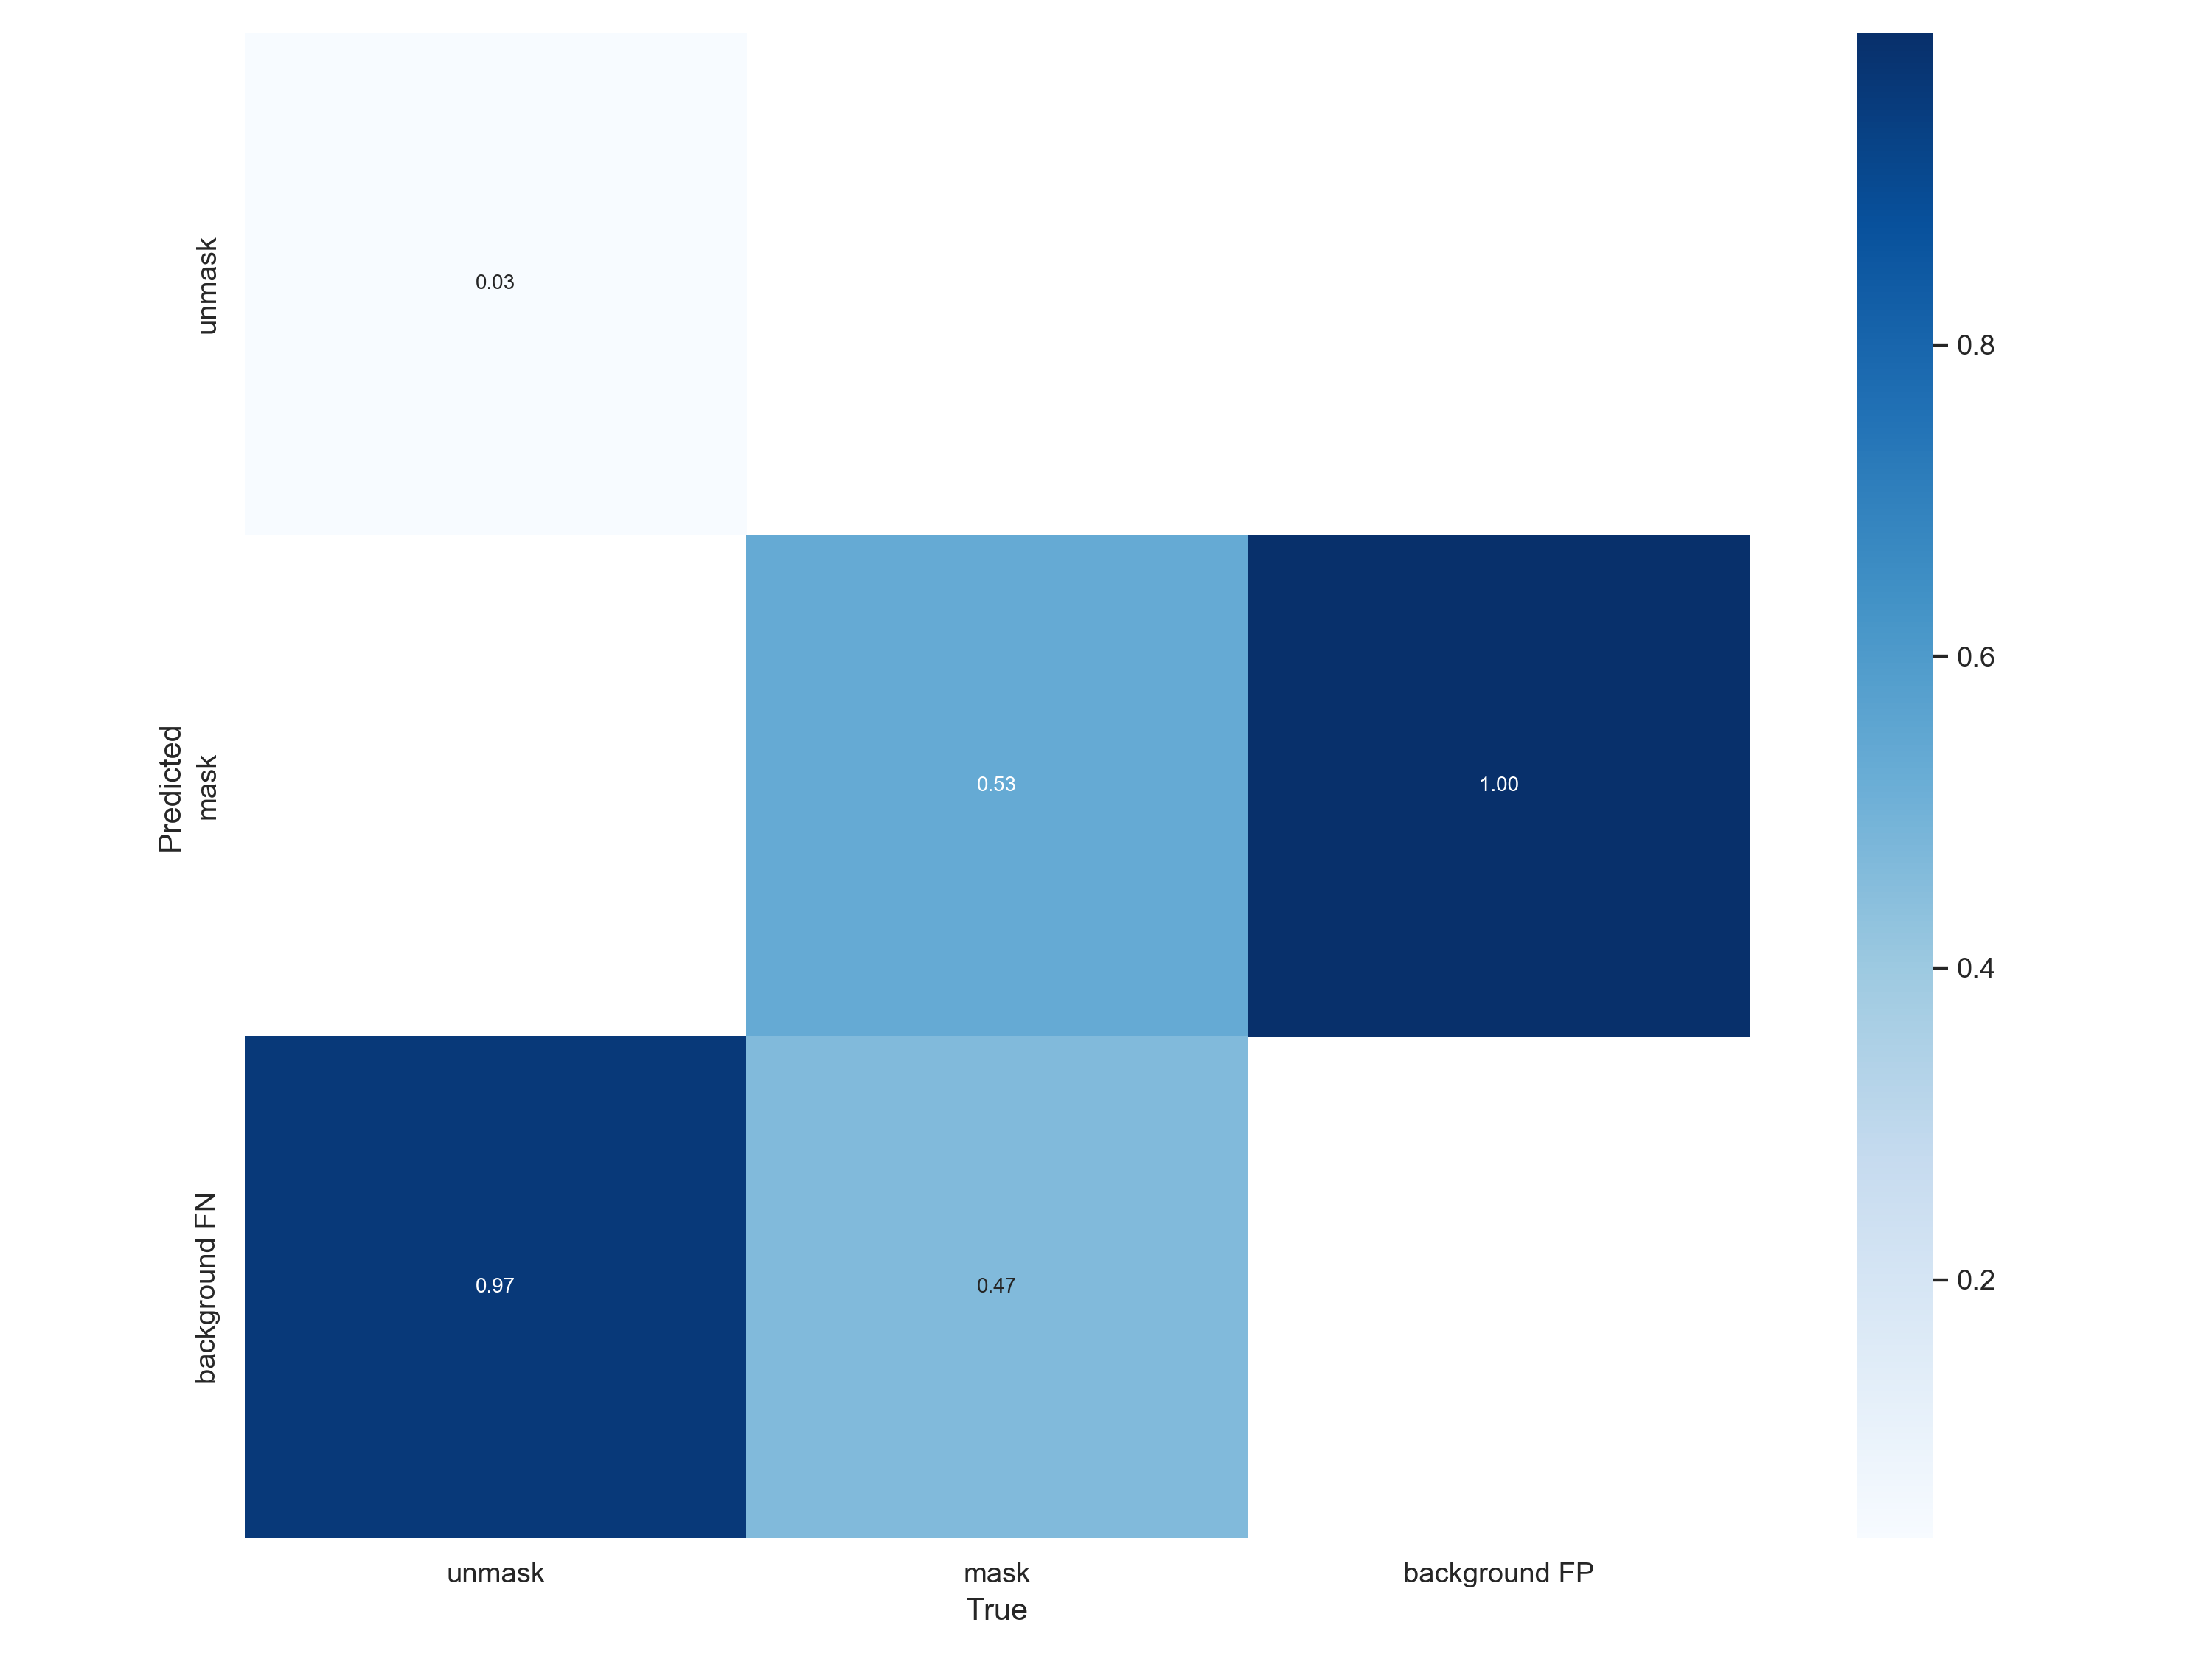 unmask
0.03
0.8
0.6
Predicted
mask
0.53
1.00
0.4
background FN
0.97
0.47
0.2
unmask
mask
background FP
True